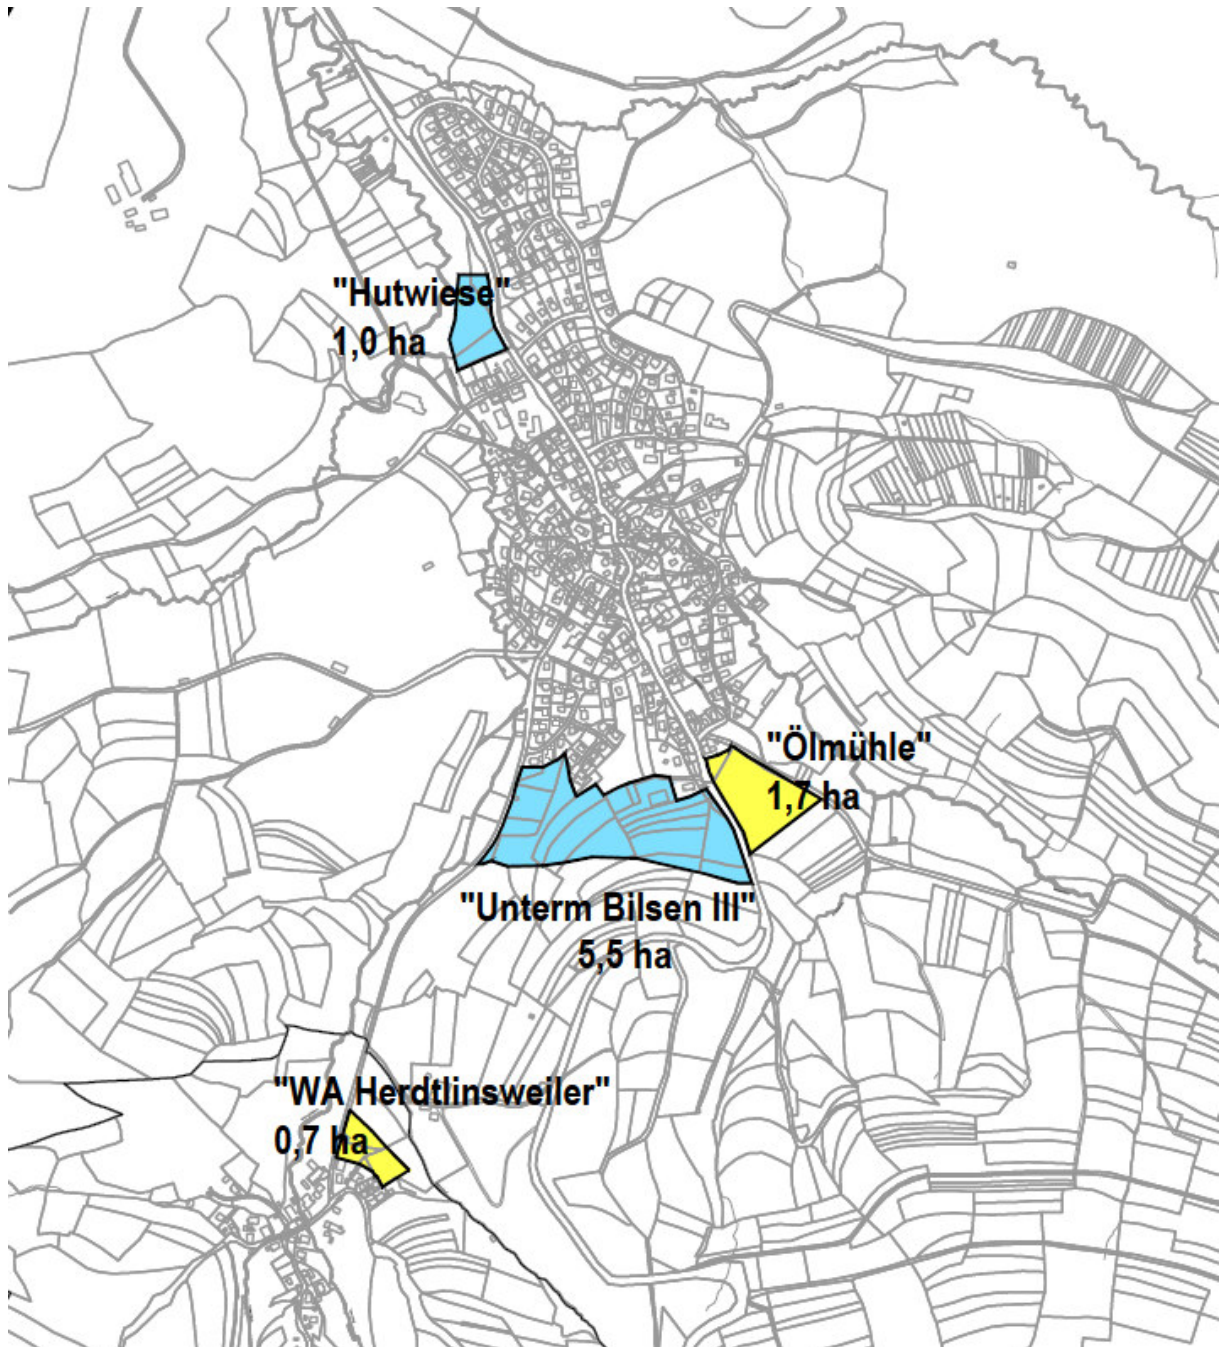 "Hutwiese"
1,0 ha
"Ölmühle"
1,7 ha
"Unterm Bilsen III"
5,5 ha
"WA Herdtlinsweiler"
0,7 ha